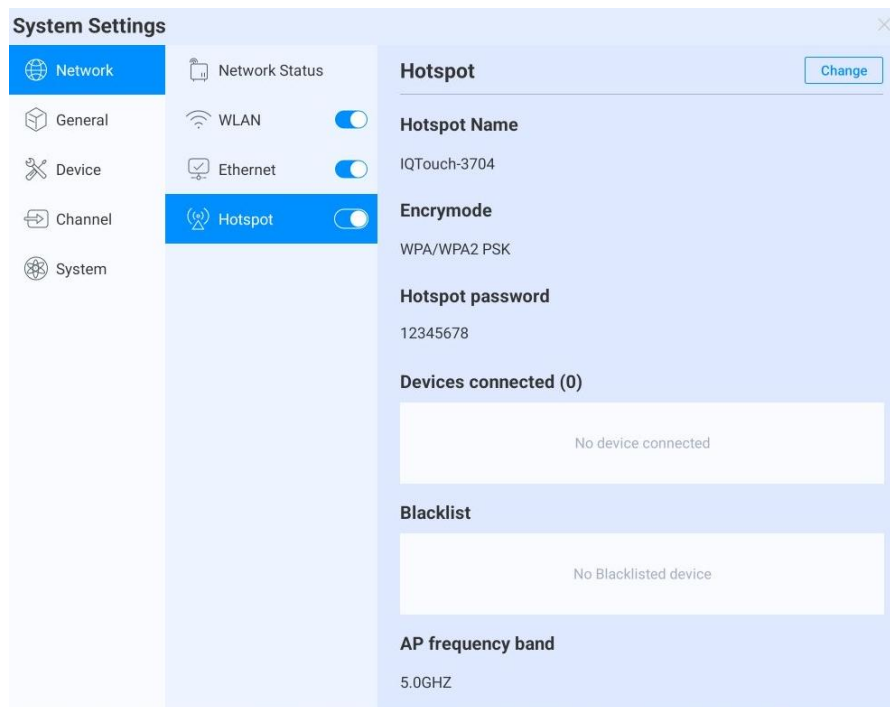 System Settings
Network
General
Device
Channel
System
Network Status
WLAN
Ethernet
Hotspot
Hotspot
Change
Hotspot Name
IQTouch-3704
Encrymode
WPA/WPA2 PSK
Hotspot password
12345678
Devices connected (0)
No device connected
Blacklist
No Blacklisted device
AP frequency band
5.0GHZ